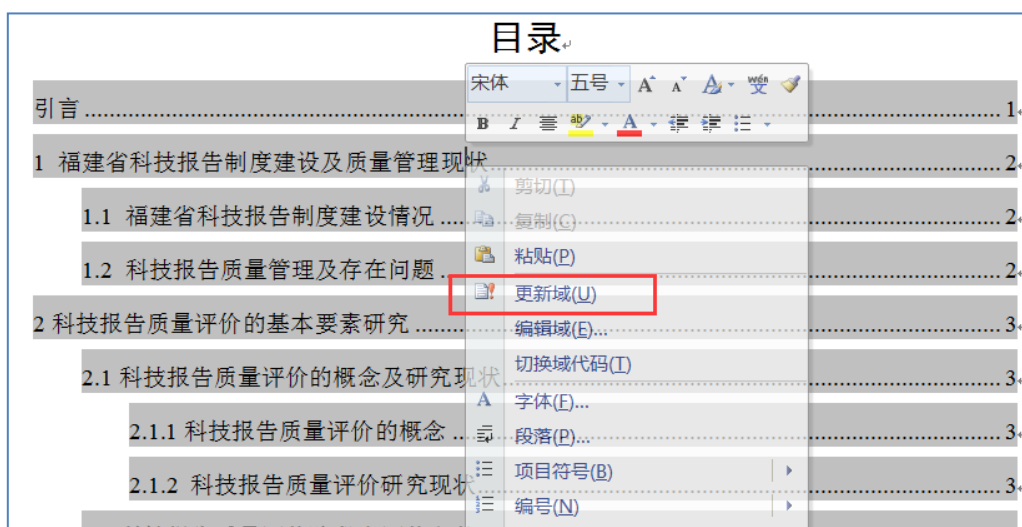 目录
宋体 五号 A A A wén 文
引言 1
B I ab A
1 福建省科技报告制度建设及质量管理现状 2
剪切(T)
1.1 福建省科技报告制度建设情况 2
复制(C)
粘贴(P)
1.2 科技报告质量管理及存在问题 2
更新域(U)
2 科技报告质量评价的基本要素研究 3
编辑域(E)...
切换域代码(T)
2.1 科技报告质量评价的概念及研究现状 3
A 字体(F)...
2.1.1 科技报告质量评价的概念 3
段落(P)...
项目符号(B)
2.1.2 科技报告质量评价研究现状 3
编号(N)